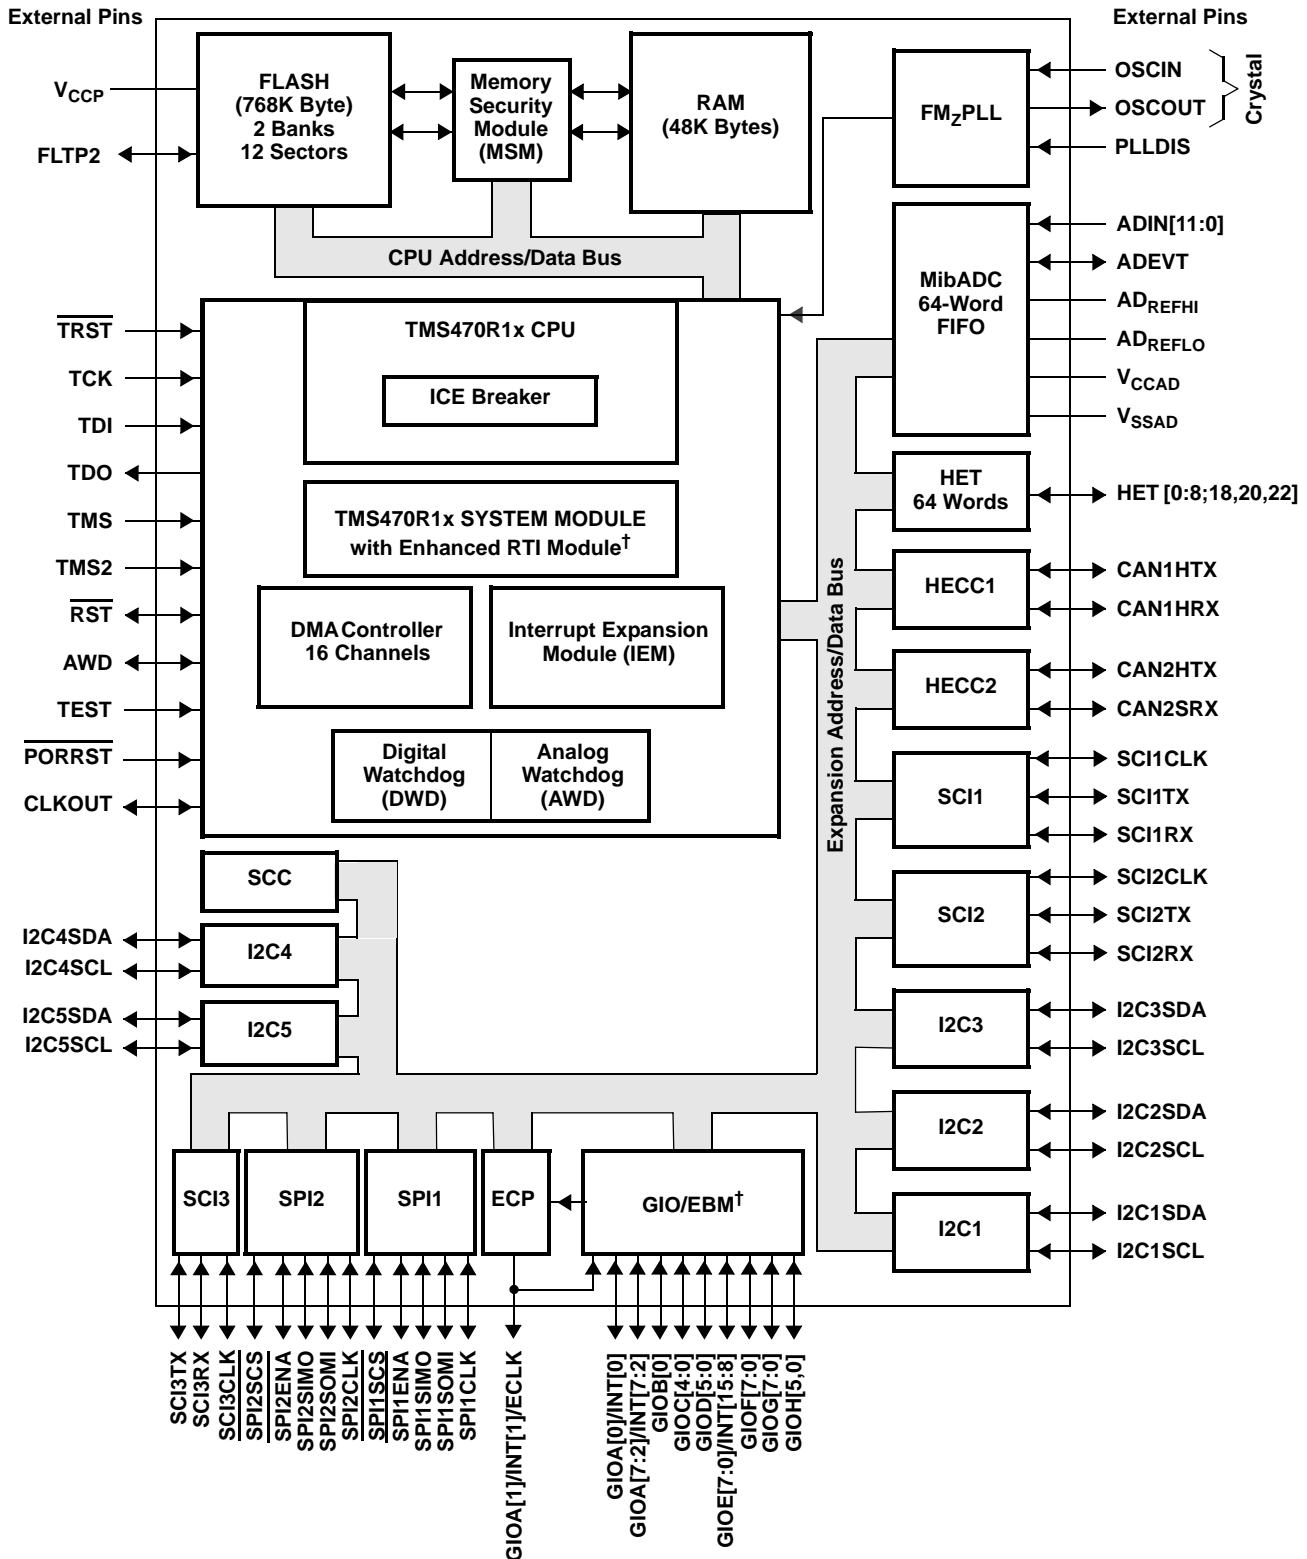 External Pins
External Pins
VCCP
FLTP2
FLASH
(768K Byte)
2 Banks
12 Sectors
Memory
Security
Module
(MSM)
RAM
(48K Bytes)
FMZPLL
OSCIN
OSCOUT
Crystal
PLLDIS
CPU Address/Data Bus
MibADC
64-Word
FIFO
ADIN[11:0]
ADEVT
ADREFHI
ADREFLO
VCCAD
VSSAD
TRST
TCK
TDI
TDO
TMS
TMS2
RST
AWD
TEST
PORRST
CLKOUT
TMS470R1x CPU
ICE Breaker
TMS470R1x SYSTEM MODULE
with Enhanced RTI Module†
DMA Controller
16 Channels
Interrupt Expansion
Module (IEM)
Digital
Watchdog
(DWD)
Analog
Watchdog
(AWD)
Expansion Address/Data Bus
HET
64 Words
HET [0:8;18,20,22]
HECC1
CAN1HTX
CAN1HRX
HECC2
CAN2HTX
CAN2SRX
SCI1
SCI1CLK
SCI1TX
SCI1RX
SCI2
SCI2CLK
SCI2TX
SCI2RX
I2C3
I2C3SDA
I2C3SCL
I2C2
I2C2SDA
I2C2SCL
I2C1
I2C1SDA
I2C1SCL
SCC
I2C4SDA
I2C4SCL
I2C4
I2C5SDA
I2C5SCL
I2C5
SCI3
SPI2
SPI1
ECP
GIO/EBM†
SCI3TX
SCI3RX
SCI3CLK
SPI2SCS
SPI2ENA
SPI2SIMO
SPI2SOMI
SPI2CLK
SPI1SCS
SPI1ENA
SPI1SIMO
SPI1SOMI
SPI1CLK
GIOA[1]/INT[1]/ECLK
GIOA[0]/INT[0]
GIOA[7:2]/INT[7:2]
GIOB[0]
GIOC[4:0]
GIOD[5:0]
GIOE[7:0]/INT[15:8]
GIOF[7:0]
GIOG[7:0]
GIOH[5,0]